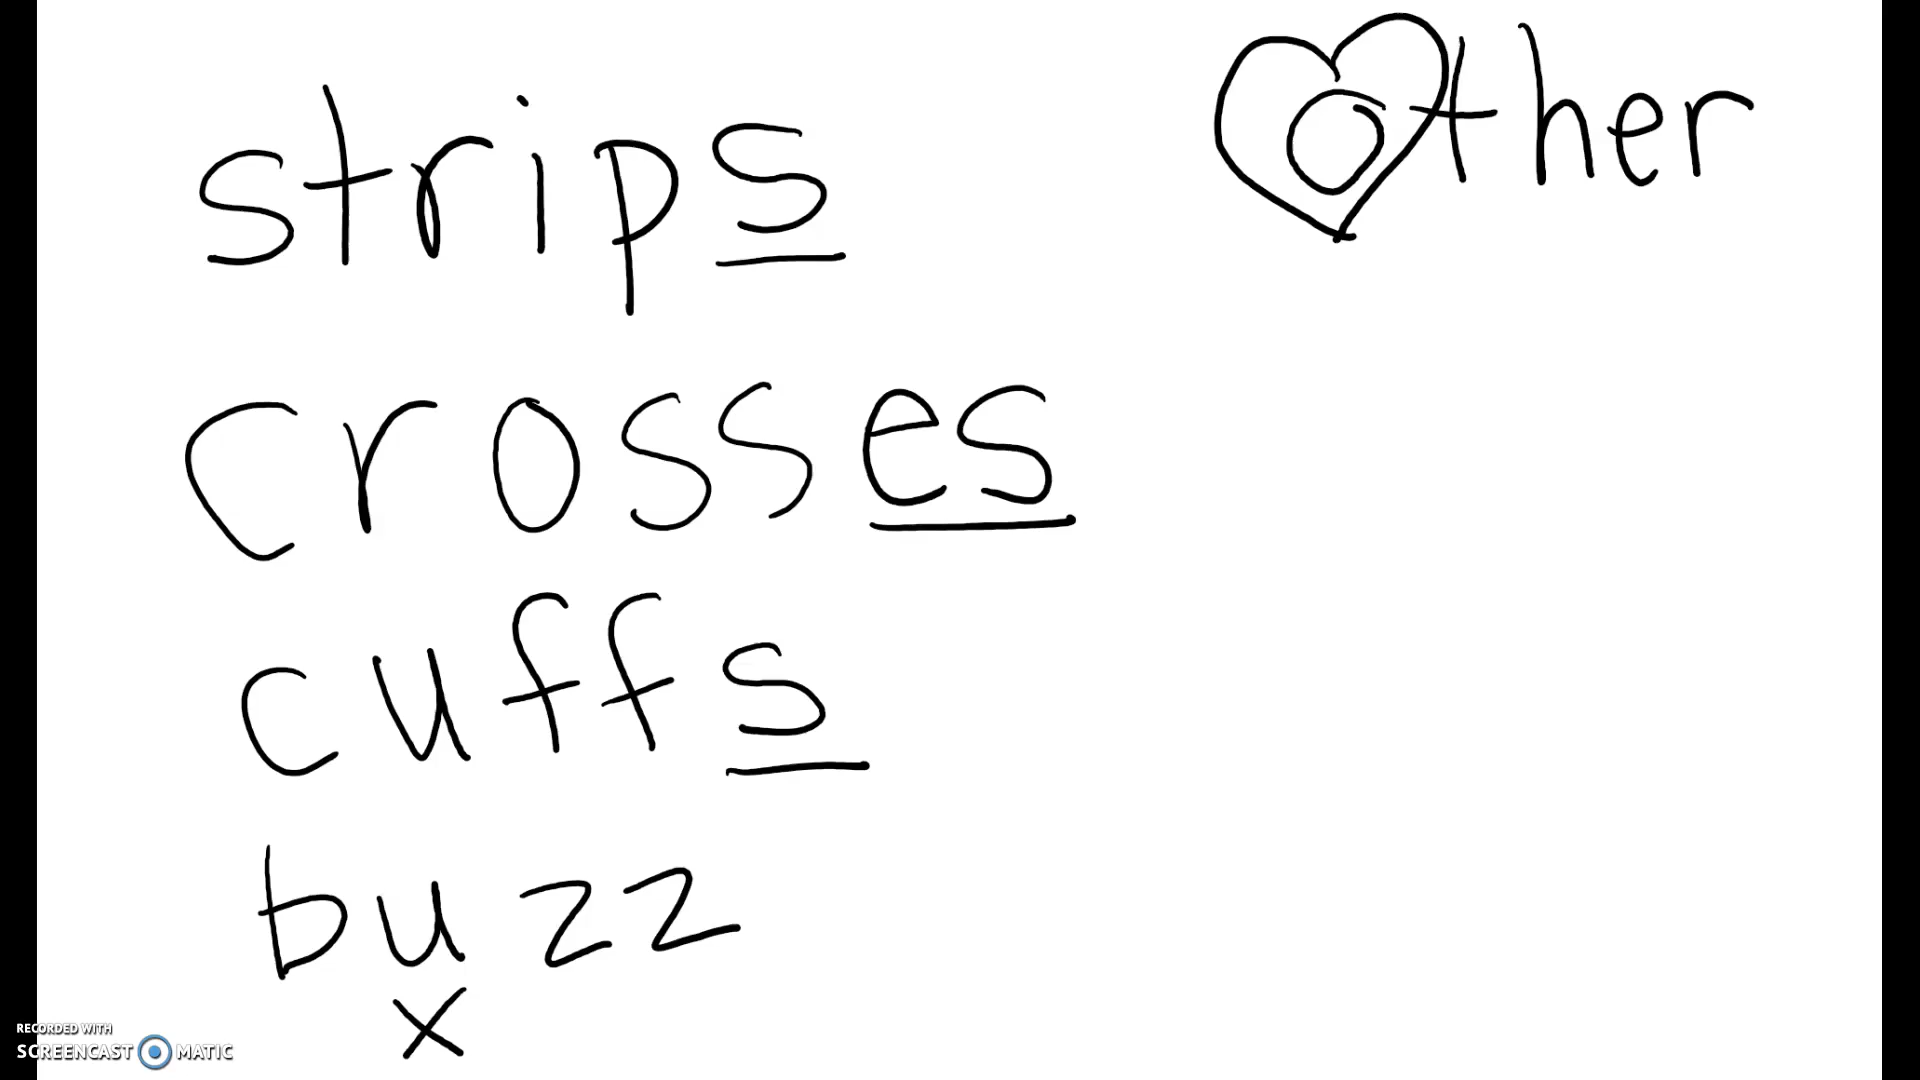 strips
other
crosses
cuffs
buzz
x
RECORDED WITH
SCREENCAST MATIC